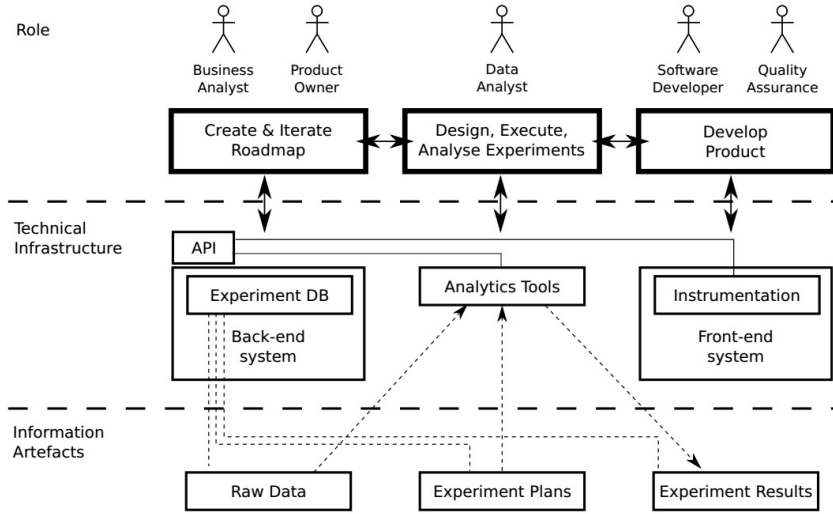 Role
Business
Analyst
Product
Owner
Data
Analyst
Software
Developer
Quality
Assurance
Create & Iterate
Roadmap
Design, Execute,
Analyse Experiments
Develop
Product
Technical
Infrastructure
API
Experiment DB
Back-end
system
Analytics Tools
Instrumentation
Front-end
system
Information
Artefacts
Raw Data
Experiment Plans
Experiment Results